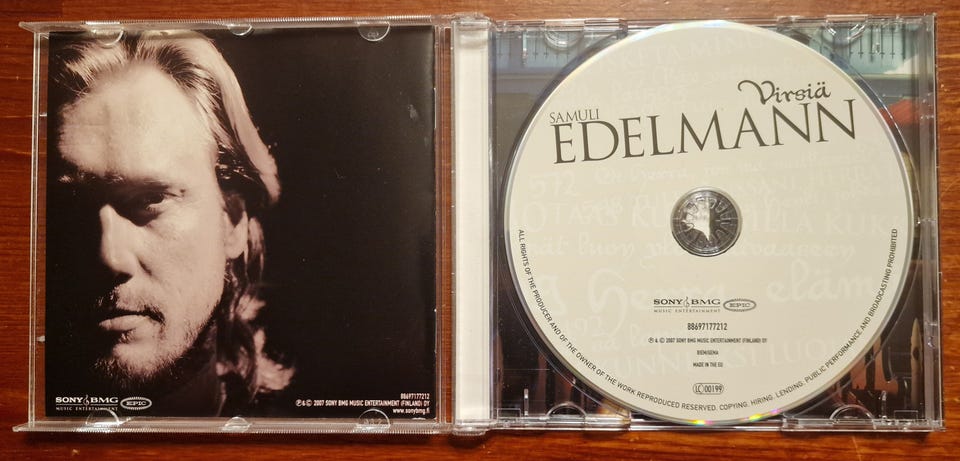 SONY BMG
MUSIC ENTERTAINMENT
EPIC
88697177212
℗ & © 2007 SONY BMG MUSIC ENTERTAINMENT (FINLAND) OY
www.sonybmg.fi
Virsiä
SAMULI
EDELMANN
572
SONY BMG
MUSIC ENTERTAINMENT
EPIC
88697177212
℗ & © 2007 SONY BMG MUSIC ENTERTAINMENT (FINLAND) OY
BIEM/GEMA
MADE IN THE EU
LC 00199
ALL RIGHTS OF THE PRODUCER AND OF THE OWNER OF THE WORK REPRODUCED RESERVED. COPYING, HIRING, LENDING, PUBLIC PERFORMANCE AND BROADCASTING PROHIBITED